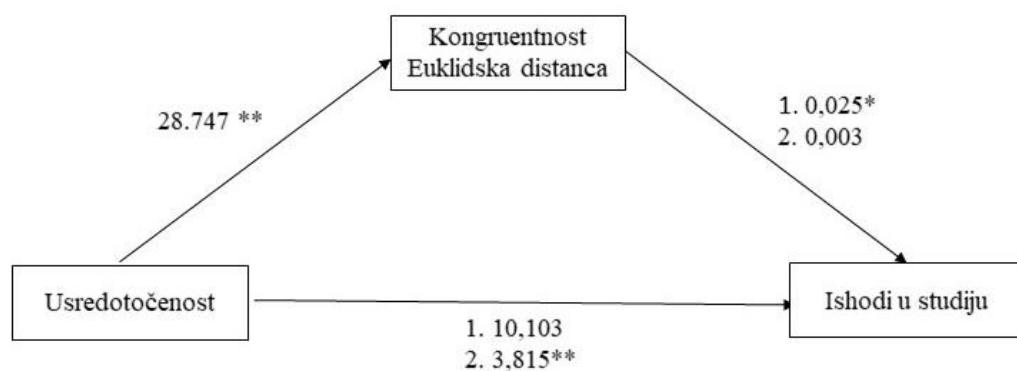 Kongruentnost
Euklidska distanca
28.747 **
1. 0,025*
2. 0,003
Usredotočenost
Ishodi u studiju
1. 10,103
2. 3,815**